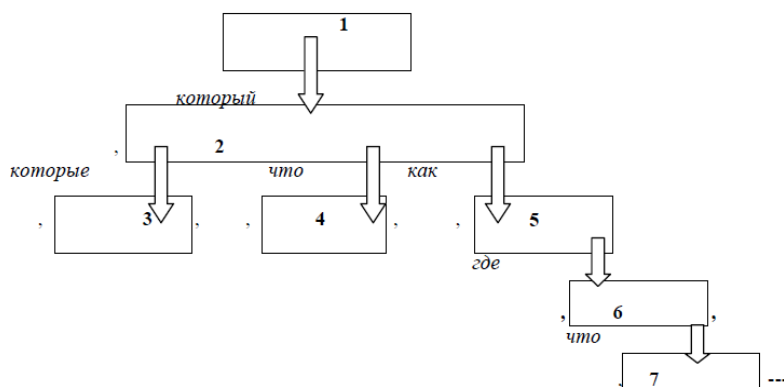 1
который
, 2
которые что как
, 3 , , 4 , , 5
где
, 6 ,
что
, 7 ---